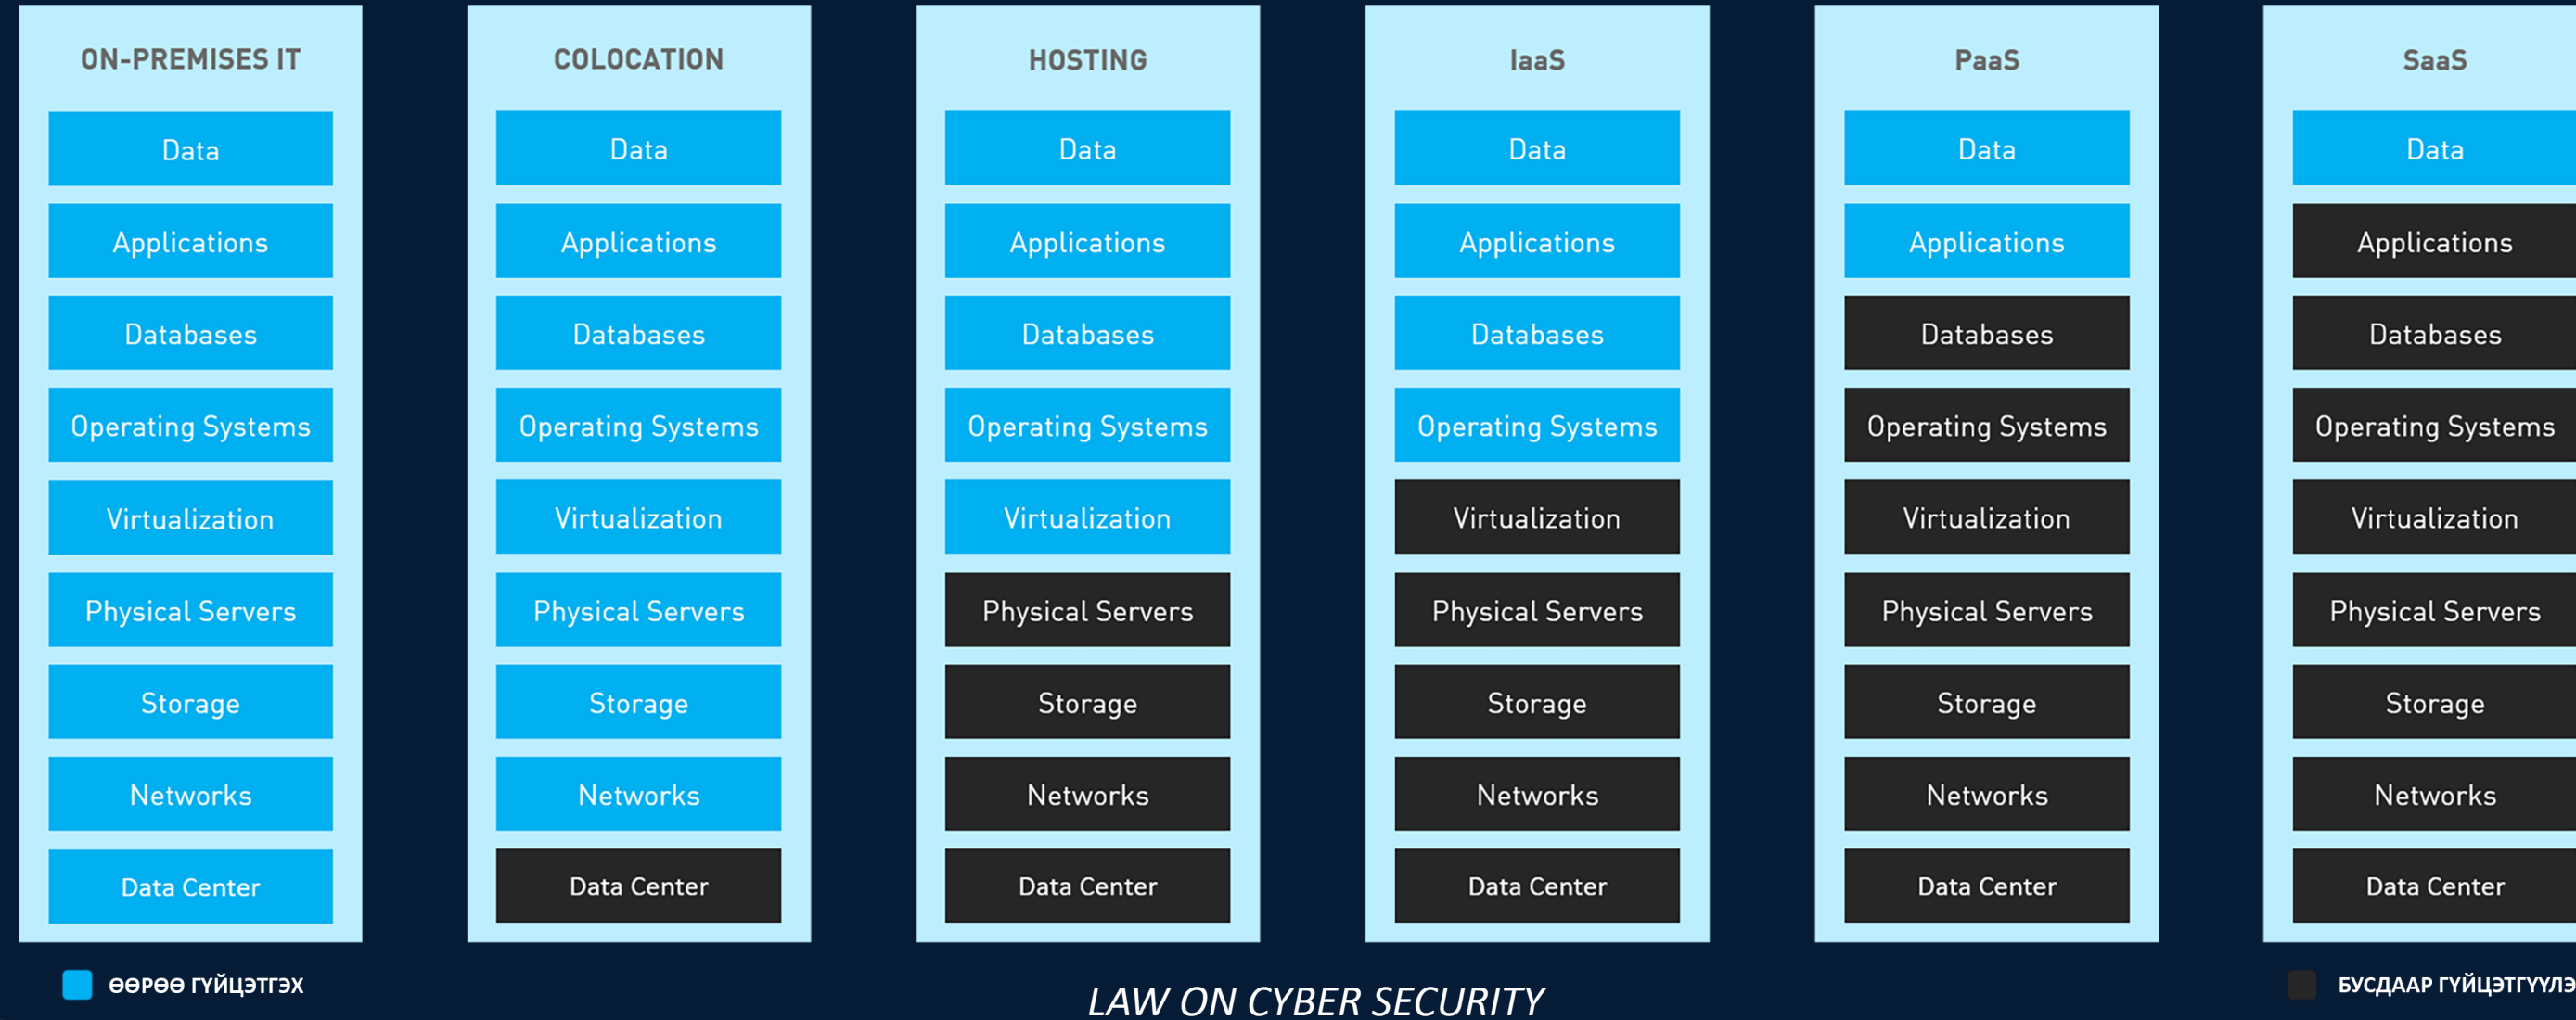 ON-PREMISES IT
Data
Applications
Databases
Operating Systems
Virtualization
Physical Servers
Storage
Networks
Data Center
COLOCATION
Data
Applications
Databases
Operating Systems
Virtualization
Physical Servers
Storage
Networks
Data Center
HOSTING
Data
Applications
Databases
Operating Systems
Virtualization
Physical Servers
Storage
Networks
Data Center
IaaS
Data
Applications
Databases
Operating Systems
Virtualization
Physical Servers
Storage
Networks
Data Center
PaaS
Data
Applications
Databases
Operating Systems
Virtualization
Physical Servers
Storage
Networks
Data Center
SaaS
Data
Applications
Databases
Operating Systems
Virtualization
Physical Servers
Storage
Networks
Data Center
ӨӨРӨӨ ГҮЙЦЭТГЭХ
LAW ON CYBER SECURITY
БУСДААР ГҮЙЦЭТГҮҮЛЭ